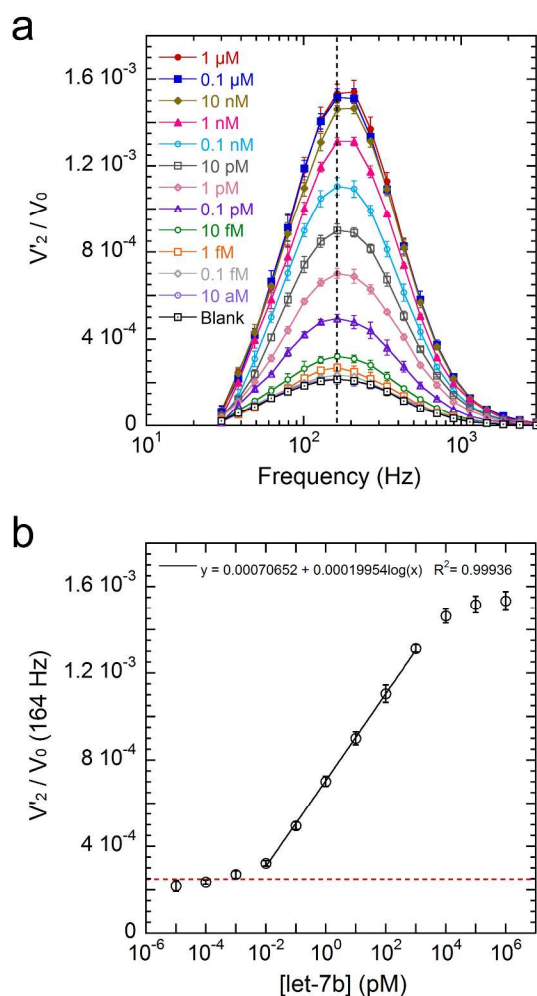 a
V'2 / V0
1.6 10-3
1.2 10-3
8 10-4
4 10-4
0
1 µM
0.1 µM
10 nM
1 nM
0.1 nM
10 pM
1 pM
0.1 pM
10 fM
1 fM
0.1 fM
10 aM
Blank
101 102 103
Frequency (Hz)
b
V'2 / V0 (164 Hz)
y = 0.00070652 + 0.00019954log(x) R2= 0.99936
1.6 10-3
1.2 10-3
8 10-4
4 10-4
0
10-6 10-4 10-2 100 102 104 106
[let-7b] (pM)